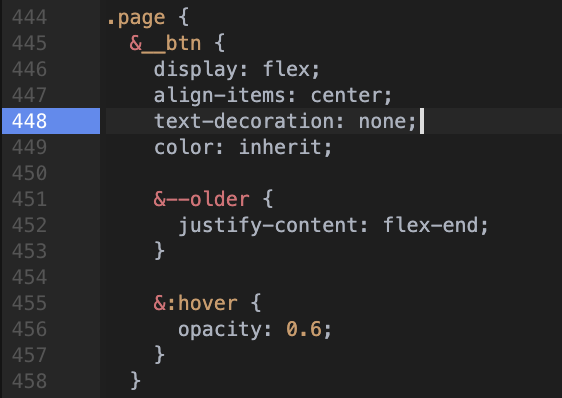 444 .page {
445 &__btn {
446 display: flex;
447 align-items: center;
448 text-decoration: none;
449 color: inherit;
450
451 &--older {
452 justify-content: flex-end;
453 }
454
455 &:hover {
456 opacity: 0.6;
457 }
458 }